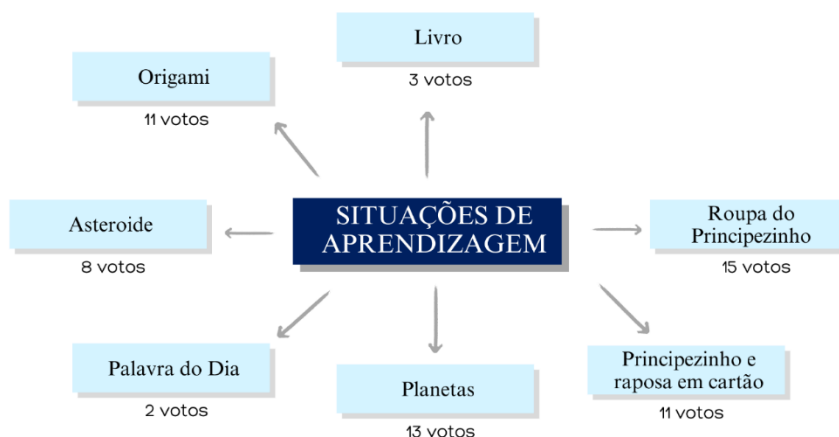 Livro
3 votos
Origami
11 votos
SITUAÇÕES DE
APRENDIZAGEM
Asteroide
8 votos
Roupa do
Principezinho
15 votos
Palavra do Dia
2 votos
Planetas
13 votos
Principezinho e
raposa em cartão
11 votos